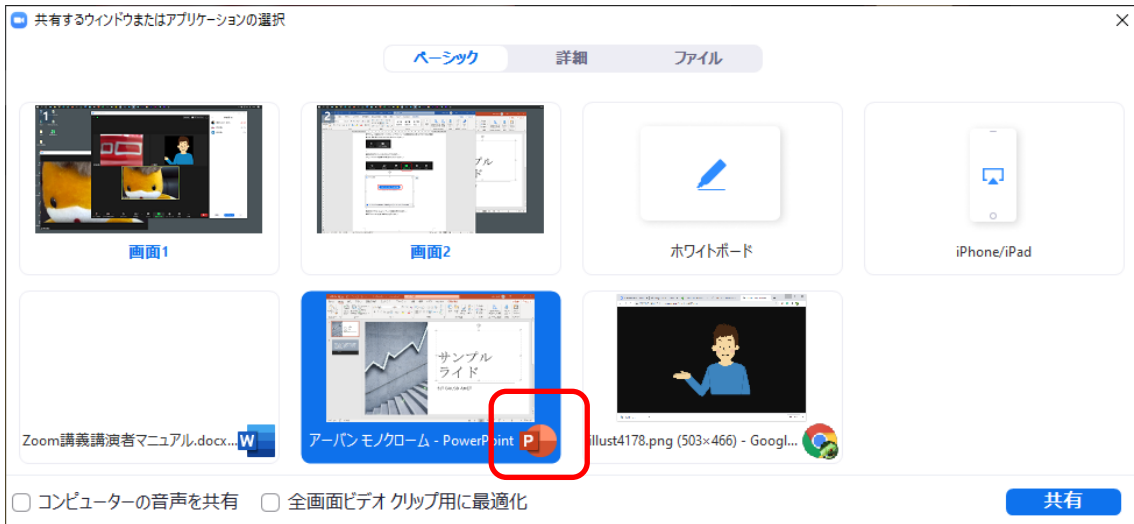 共有するウィンドウまたはアプリケーションの選択
ベーシック 詳細 ファイル
1
2
画面1 画面2 ホワイトボード iPhone/iPad
サンプル
ライド
Zoom講義講演者マニュアル.docx... アーバン モノクローム - PowerPoint illust4178.png (503×466) - Googl...
コンピューターの音声を共有 全画面ビデオ クリップ用に最適化 共有